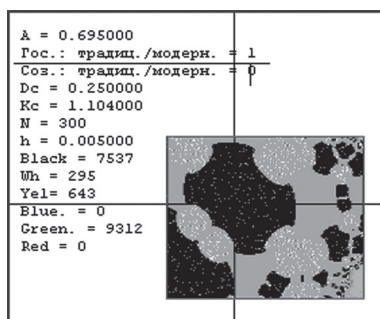 A = 0.695000
Гос.: традиц./модерн. = 1
Соз.: традиц./модерн. = 0
Dc = 0.250000
Kc = 1.104000
N = 300
h = 0.005000
Black = 7537
Wh = 295
Yel= 643
Blue. = 0
Green. = 9312
Red = 0